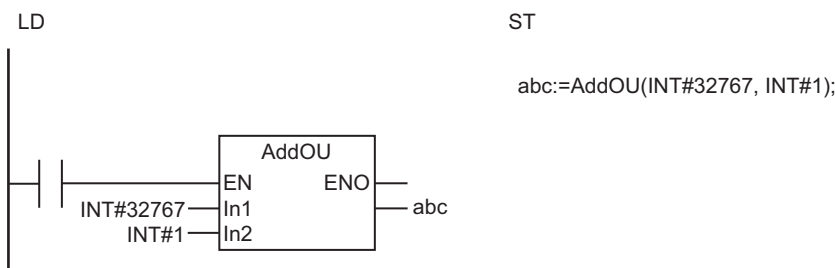 LD
ST
abc:=AddOU(INT#32767, INT#1);
AddOU
EN ENO
INT#32767 In1 abc
INT#1 In2